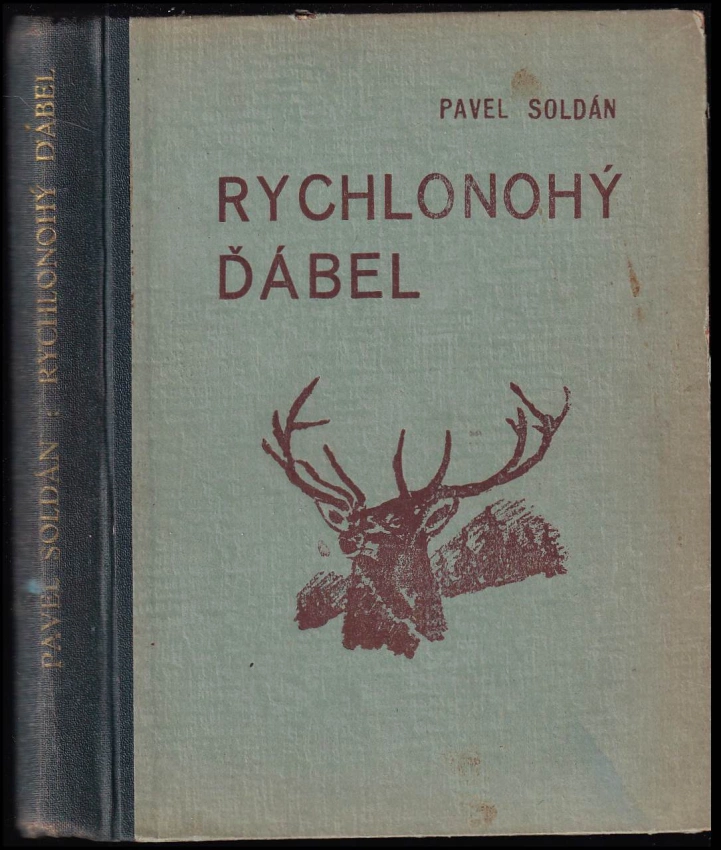 PAVEL SOLDÁN : RYCHLONOHÝ ĎÁBEL
PAVEL SOLDÁN
RYCHLONOHÝ
ĎÁBEL